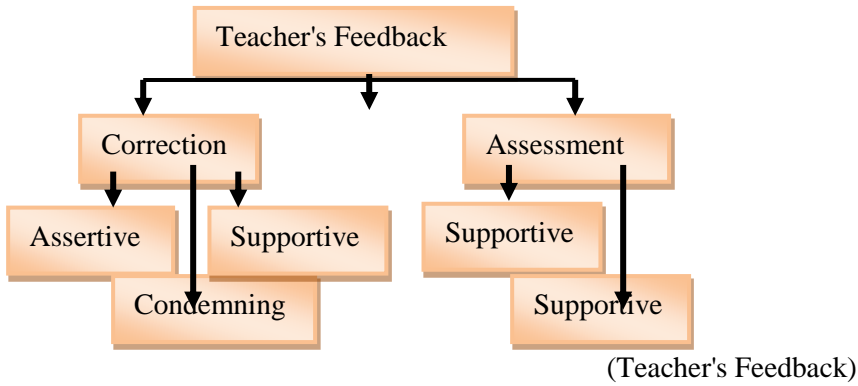 Teacher's Feedback
Correction
Assessment
Assertive
Supportive
Condemning
Supportive
Supportive
(Teacher's Feedback)